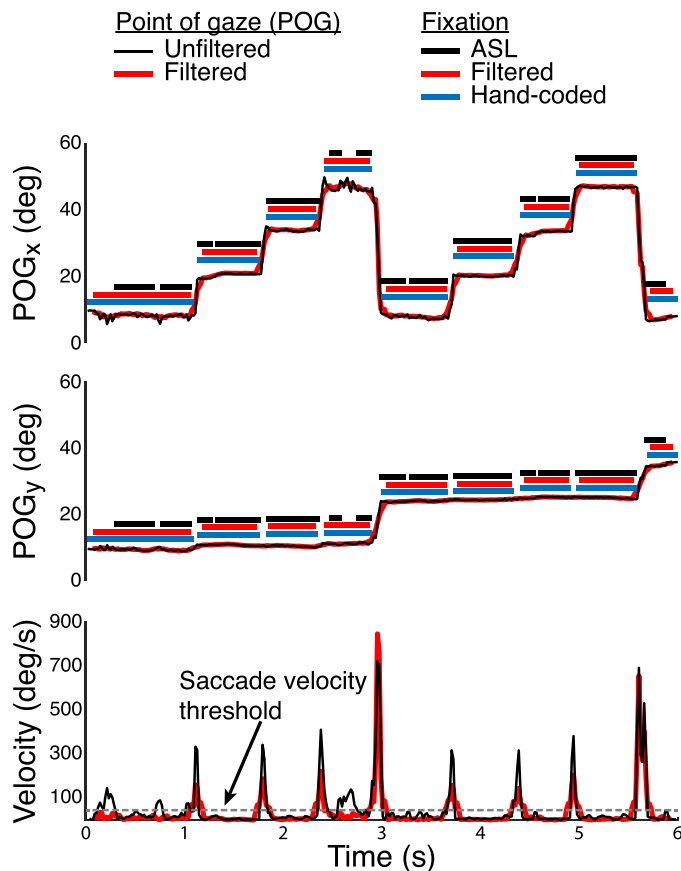 Point of gaze (POG)
Unfiltered
Filtered
Fixation
ASL
Filtered
Hand-coded
POGx (deg)
60
40
20
0
POGy (deg)
60
40
20
0
Velocity (deg/s)
900
700
500
300
100
Saccade velocity
threshold
0 1 2 3 4 5 6
Time (s)